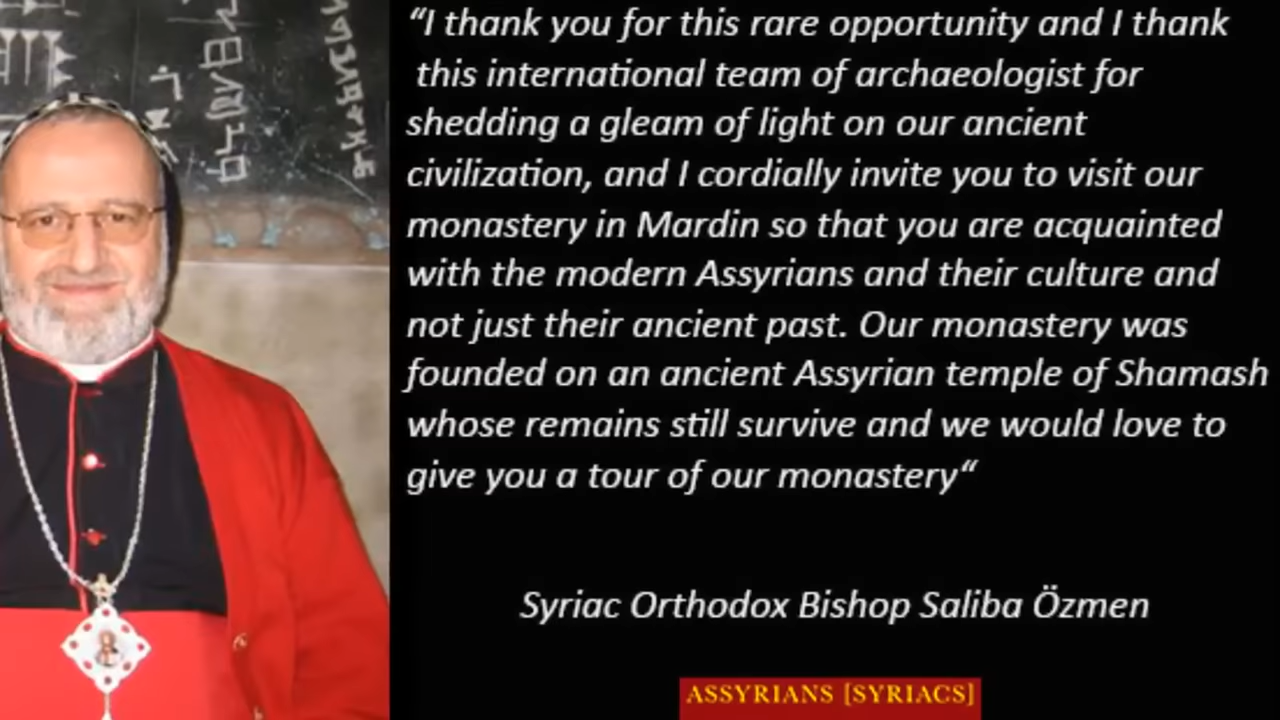 “I thank you for this rare opportunity and I thank
this international team of archaeologist for
shedding a gleam of light on our ancient
civilization, and I cordially invite you to visit our
monastery in Mardin so that you are acquainted
with the modern Assyrians and their culture and
not just their ancient past. Our monastery was
founded on an ancient Assyrian temple of Shamash
whose remains still survive and we would love to
give you a tour of our monastery“
Syriac Orthodox Bishop Saliba Özmen
ASSYRIANS [SYRIACS]